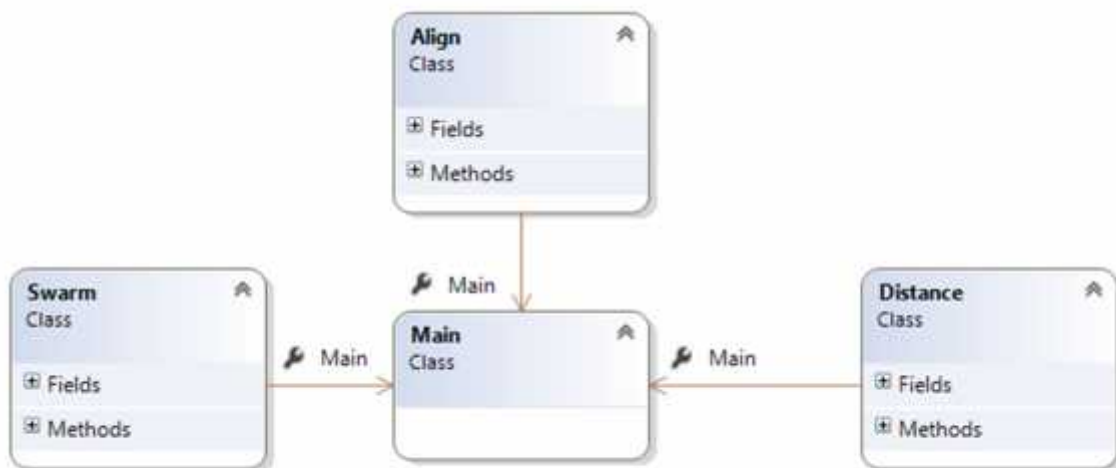 Align
Class
Fields
Methods
Main
Swarm
Class
Fields
Methods
Main
Main
Class
Main
Distance
Class
Fields
Methods